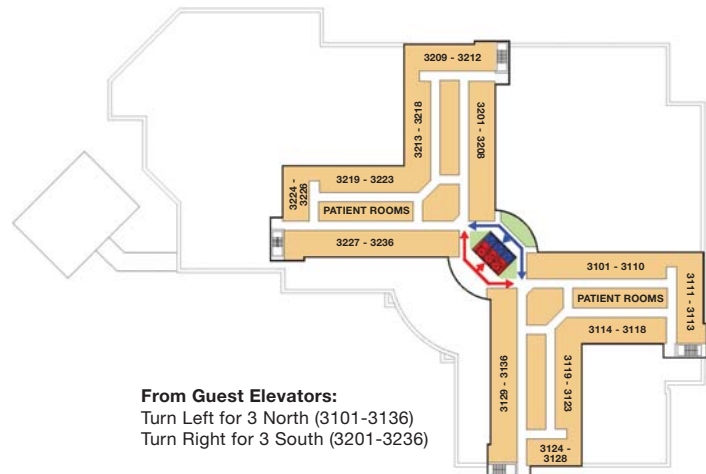 3209 - 3212
3201 - 3208
3213 - 3218
3219 - 3223
3224 -
3226
PATIENT ROOMS
3227 - 3236
3101 - 3110
3111 - 3113
PATIENT ROOMS
3114 - 3118
3119 - 3123
3129 - 3136
3124 -
3128
From Guest Elevators:
Turn Left for 3 North (3101-3136)
Turn Right for 3 South (3201-3236)